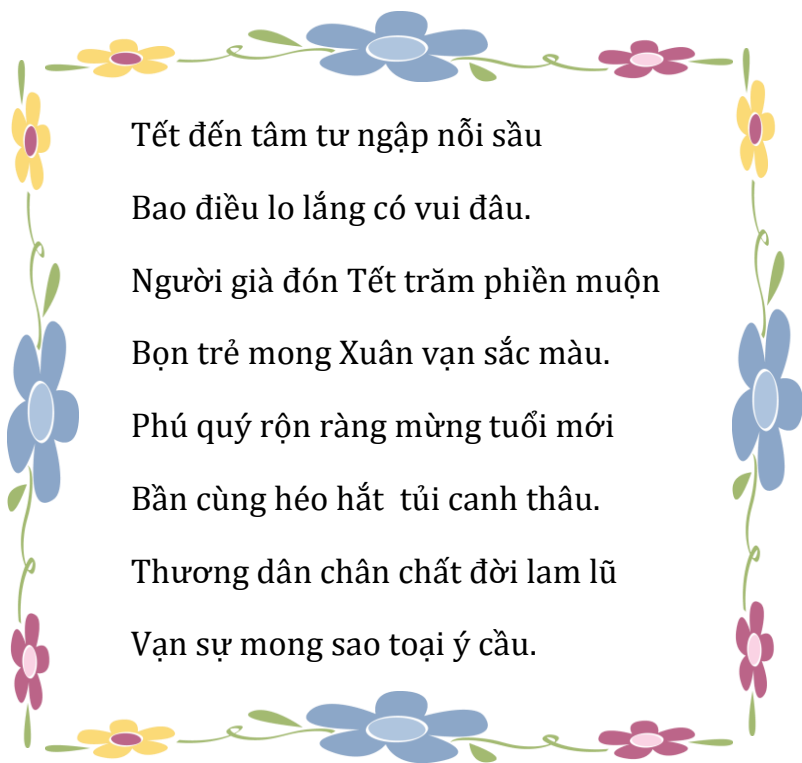 Tết đến tâm tư ngập nỗi sầu
Bao điều lo lắng có vui đâu.
Người già đón Tết trăm phiền muộn
Bọn trẻ mong Xuân vạn sắc màu.
Phú quý rộn ràng mừng tuổi mới
Bần cùng héo hắt  tủi canh thâu.
Thương dân chân chất đời lam lũ
Vạn sự mong sao toại ý cầu.